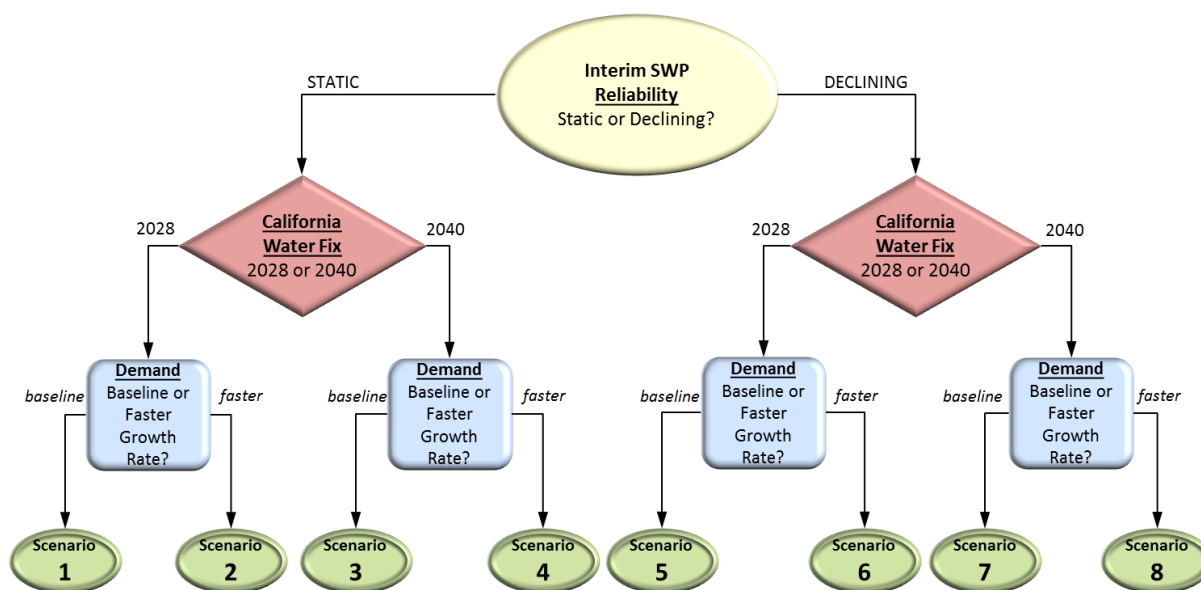 Interim SWP
Reliability
Static or Declining?
STATIC
DECLINING
California
Water Fix
2028 or 2040
2028
2040
California
Water Fix
2028 or 2040
2028
2040
Demand
Baseline or
Faster
Growth
Rate?
baseline
faster
Demand
Baseline or
Faster
Growth
Rate?
baseline
faster
Demand
Baseline or
Faster
Growth
Rate?
baseline
faster
Demand
Baseline or
Faster
Growth
Rate?
baseline
faster
Scenario
1
Scenario
2
Scenario
3
Scenario
4
Scenario
5
Scenario
6
Scenario
7
Scenario
8